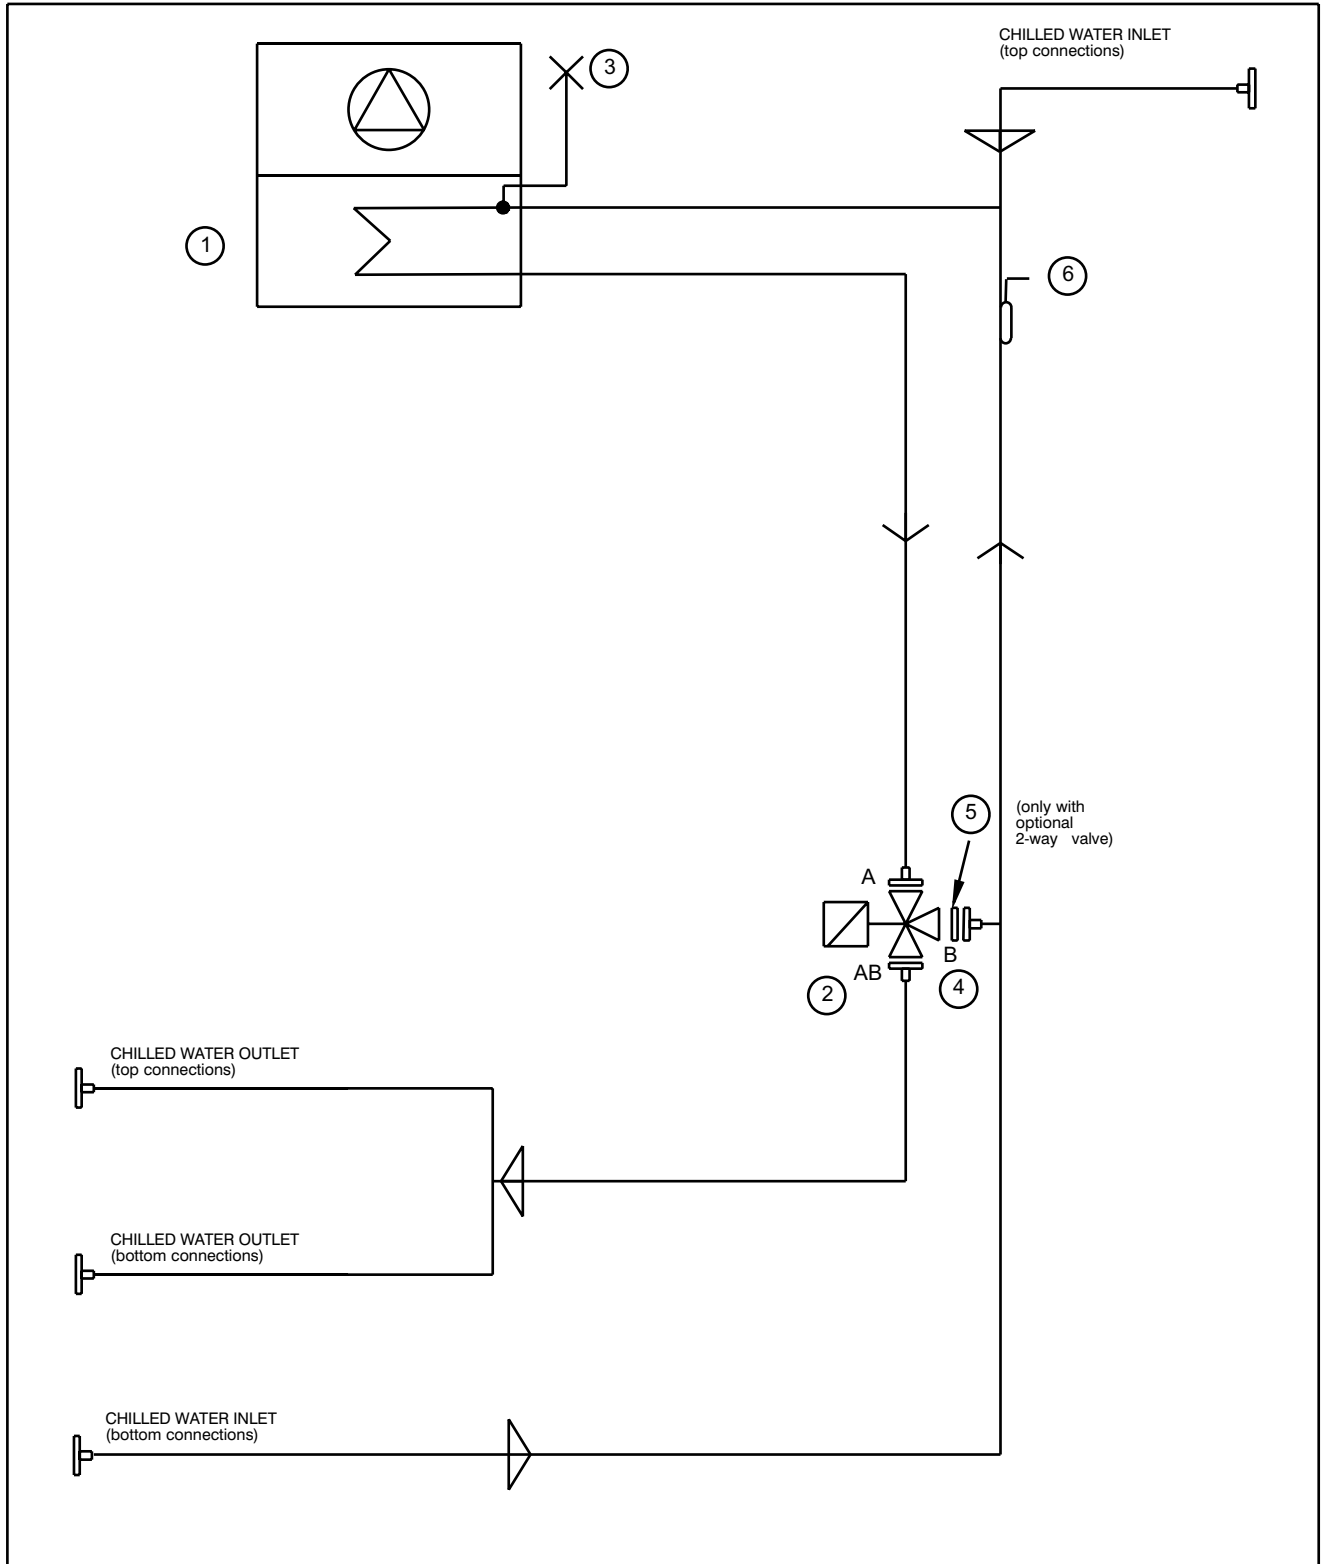 CHILLED WATER INLET
(top connections)
3
1
6
5
(only with
optional
2-way valve)
A
B
AB
2
4
CHILLED WATER OUTLET
(top connections)
CHILLED WATER OUTLET
(bottom connections)
CHILLED WATER INLET
(bottom connections)